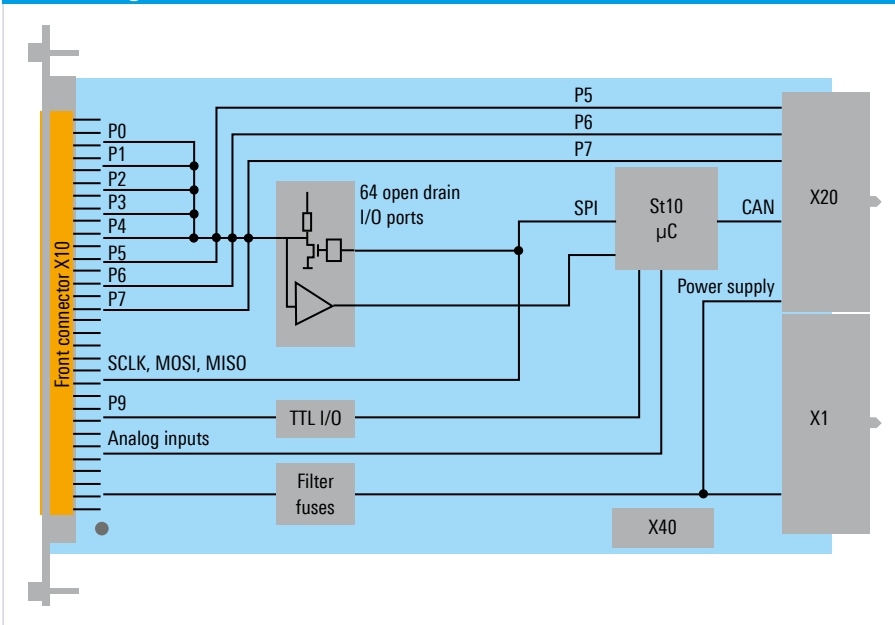 P5
P6
P7
P0
P1
P2
P3
P4
P5
P6
P7
Front connector X10
64 open drain
I/O ports
SPI
St10
µC
CAN
X20
Power supply
SCLK, MOSI, MISO
P9
TTL I/O
X1
Analog inputs
Filter
fuses
X40